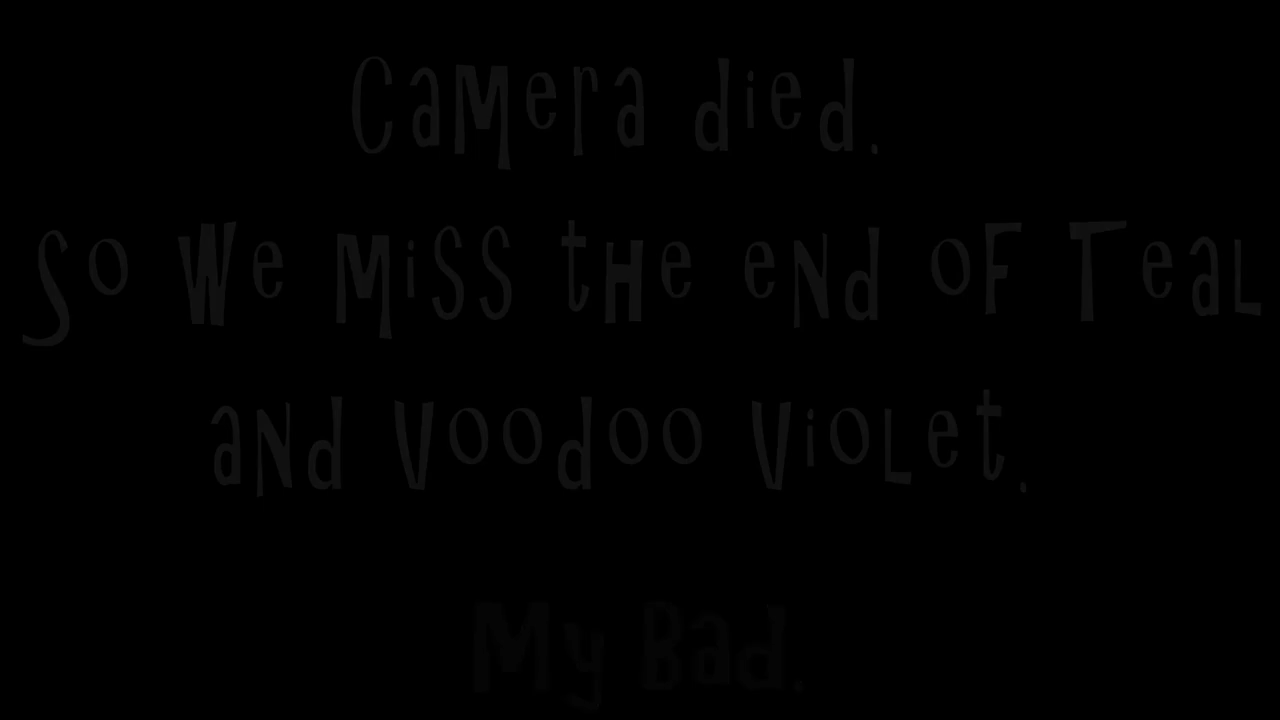 Camera died.
So We Miss the end of Teal
and Voodoo Violet.
My Bad.